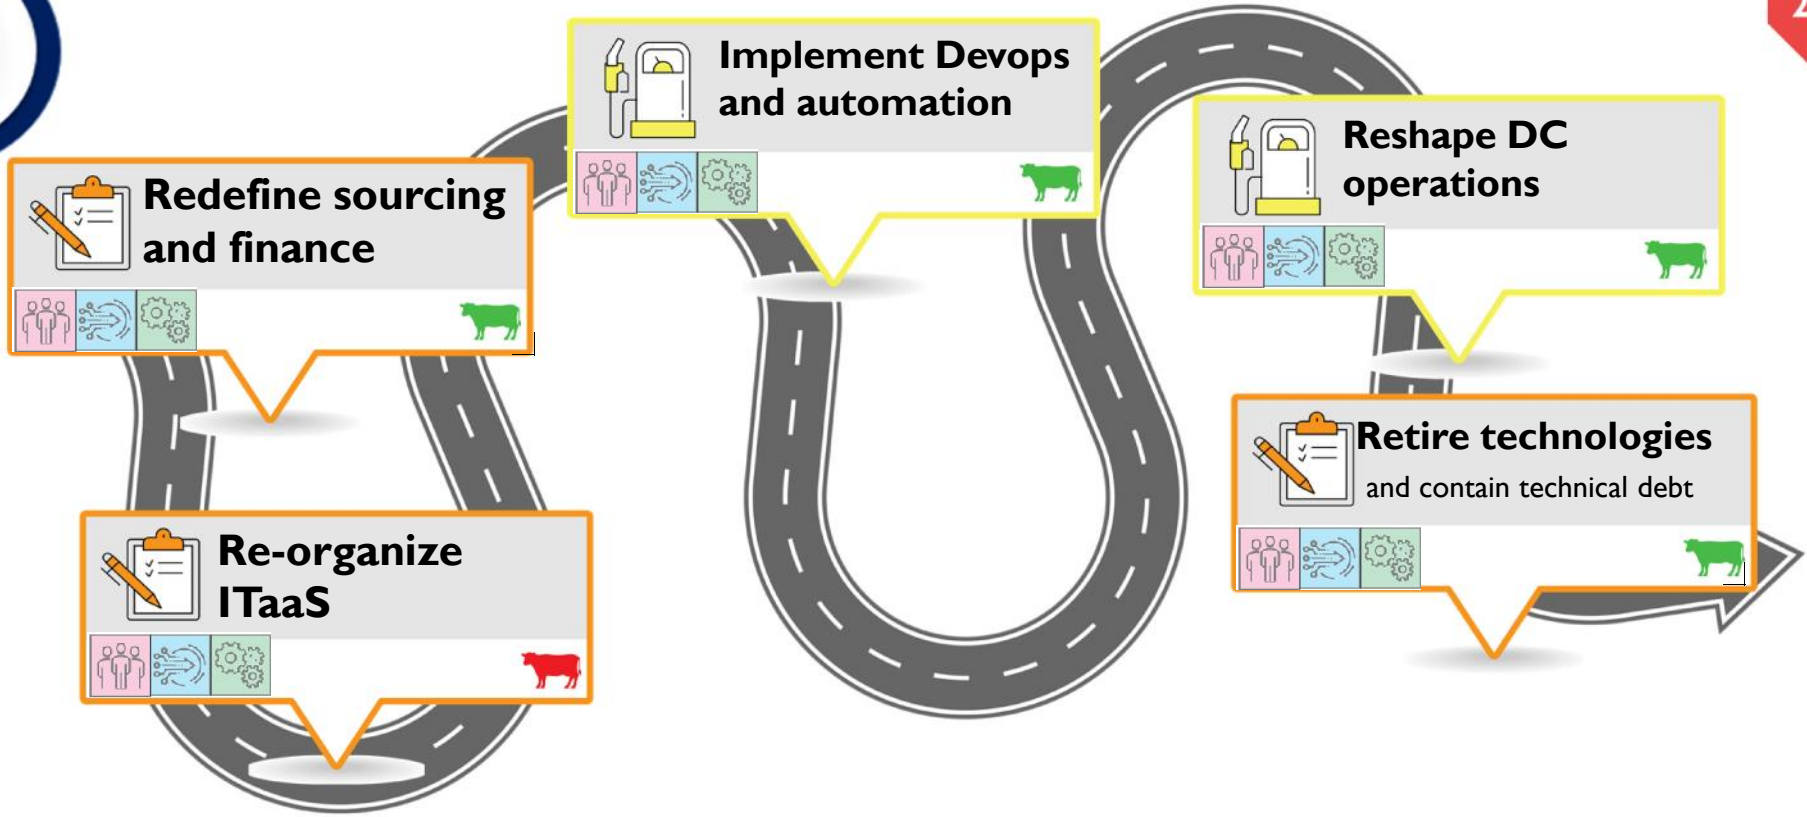 Redefine sourcing
and finance
Re-organize
ITaaS
Implement Devops
and automation
Reshape DC
operations
Retire technologies
and contain technical debt